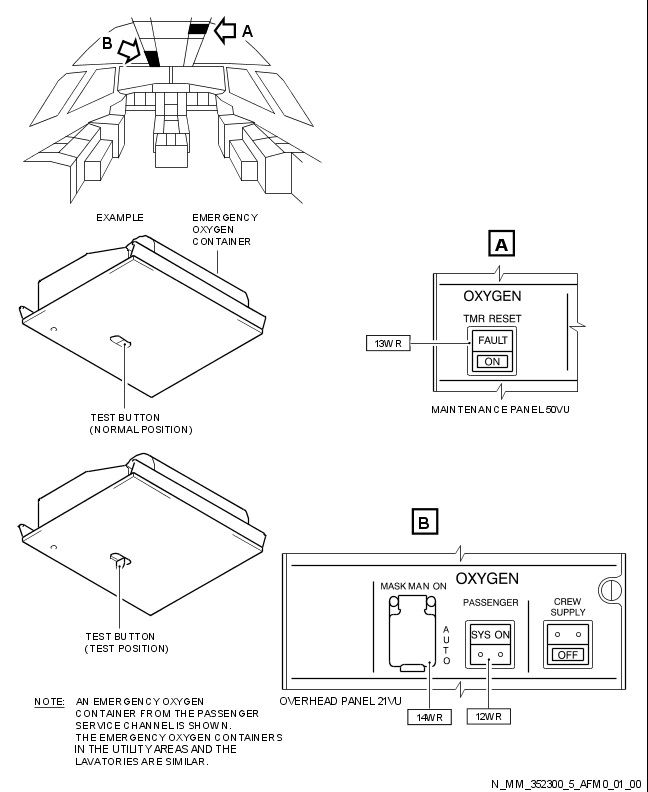 B
A
EXAMPLE
EMERGENCY
OXYGEN
CONTAINER
A
OXYGEN
TMR RESET
FAULT
ON
13WR
MAINTENANCE PANEL 50VU
TEST BUTTON
(NORMAL POSITION)
B
OXYGEN
MASK MAN ON
AUTO
PASSENGER
SYS ON
CREW
SUPPLY
OFF
TEST BUTTON
(TEST POSITION)
OVERHEAD PANEL 21VU
14WR
12WR
NOTE: AN EMERGENCY OXYGEN
CONTAINER FROM THE PASSENGER
SERVICE CHANNEL IS SHOWN.
THE EMERGENCY OXYGEN CONTAINERS
IN THE UTILITY AREAS AND THE
LAVATORIES ARE SIMILAR.
N_MM_352300_5_AFM0_01_00